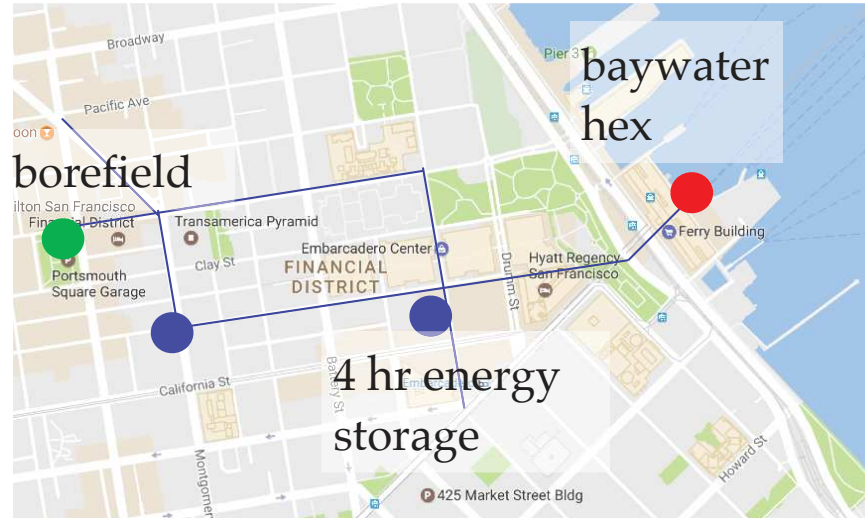 Broadway
Pier 3
baywater
hex
Pacific Ave
oon
borefield
ilton San Francisco
Financial District
Transamerica Pyramid
Portsmouth
Square Garage
Clay St
Embarcadero Center
FINANCIAL
DISTRICT
Drumm St
Hyatt Regency
San Francisco
Ferry Building
4 hr energy
storage
California St
Battery St
Montgomery
Howard St
425 Market Street Bldg